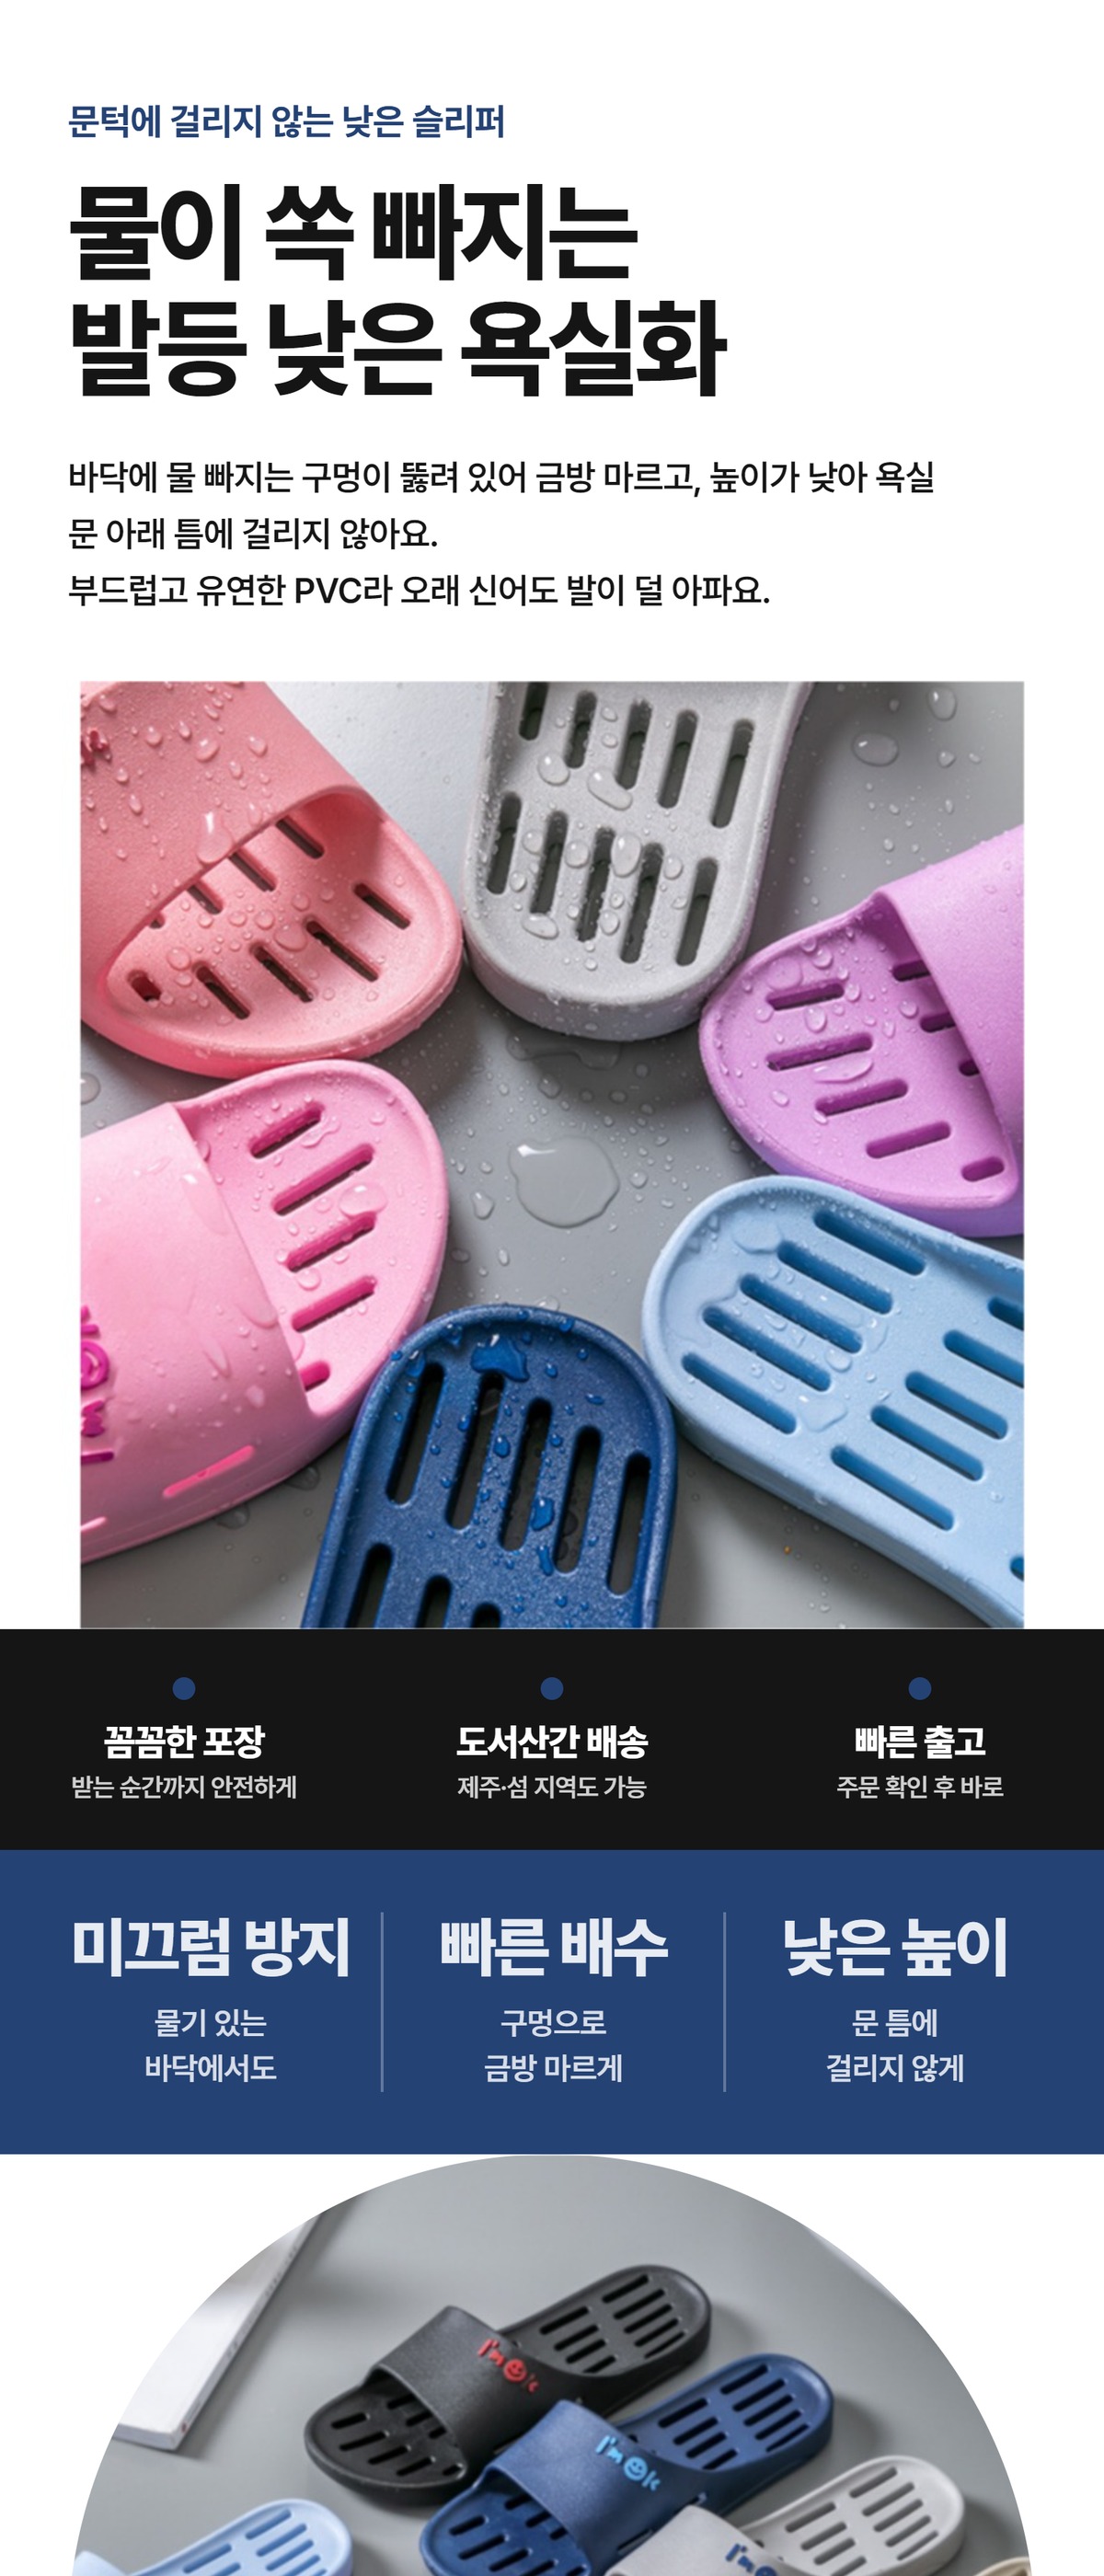 문턱에 걸리지 않는 낮은 슬리퍼
물이 쏙 빠지는
발등 낮은 욕실화
바닥에 물 빠지는 구멍이 뚫려 있어 금방 마르고, 높이가 낮아 욕실
문 아래 틈에 걸리지 않아요.
부드럽고 유연한 PVC라 오래 신어도 발이 덜 아파요.
꼼꼼한 포장
받는 순간까지 안전하게
도서산간 배송
제주·섬 지역도 가능
빠른 출고
주문 확인 후 바로
미끄럼 방지
물기 있는
바닥에서도
빠른 배수
구멍으로
금방 마르게
낮은 높이
문 틈에
걸리지 않게
I'm
I'm